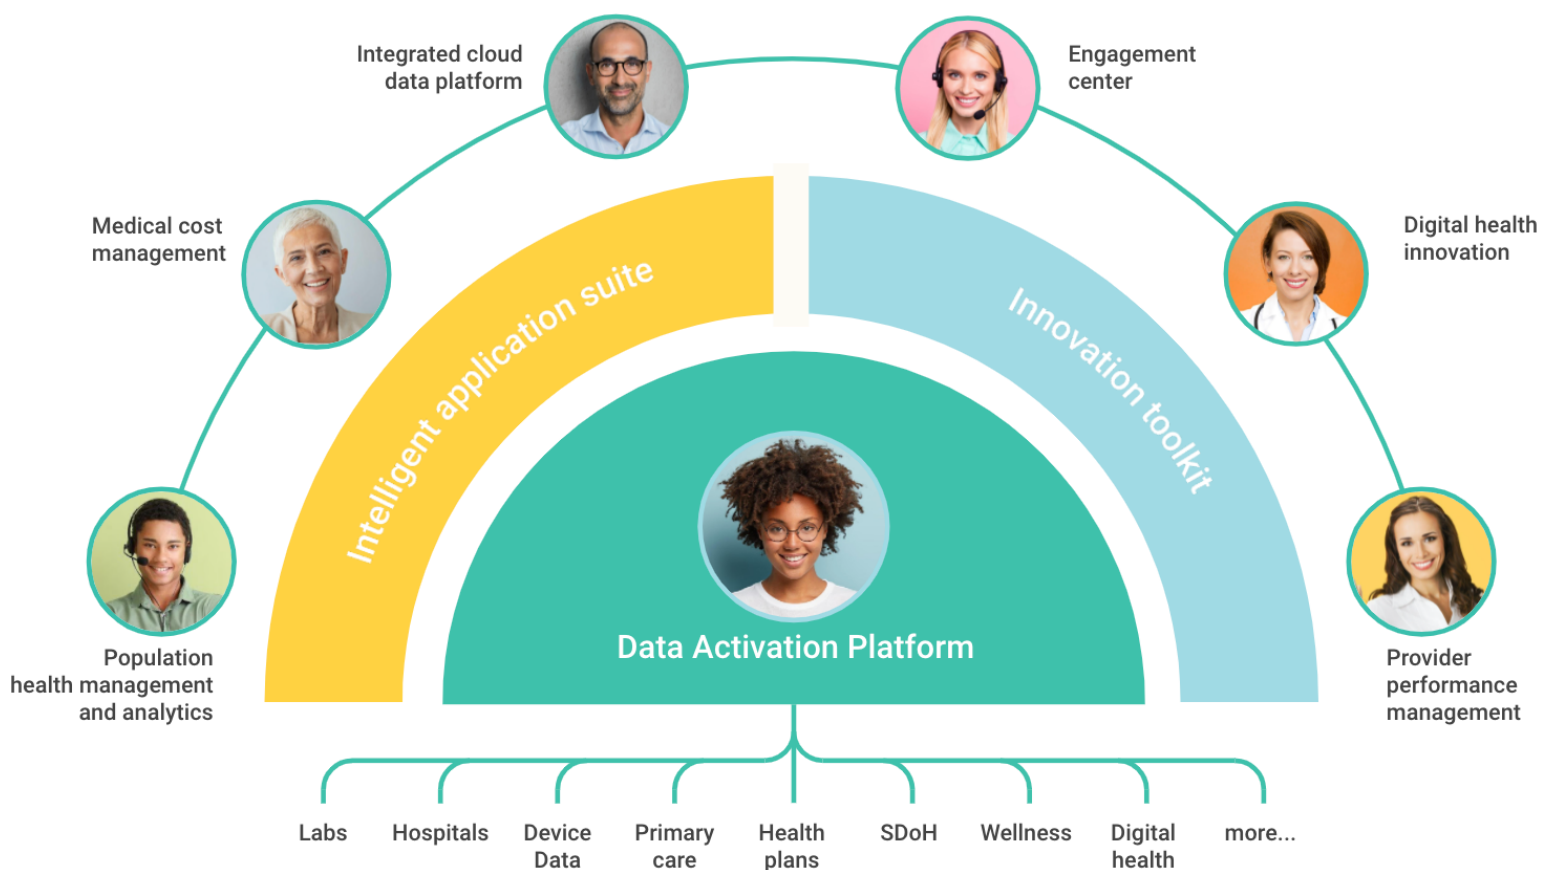 Integrated cloud
data platform
Engagement
center
Medical cost
management
Digital health
innovation
Intelligent application suite
Innovation toolkit
Data Activation Platform
Population
health management
and analytics
Provider
performance
management
Labs
Hospitals
Device
Data
Primary
care
Health
plans
SDoH
Wellness
Digital
health
more...